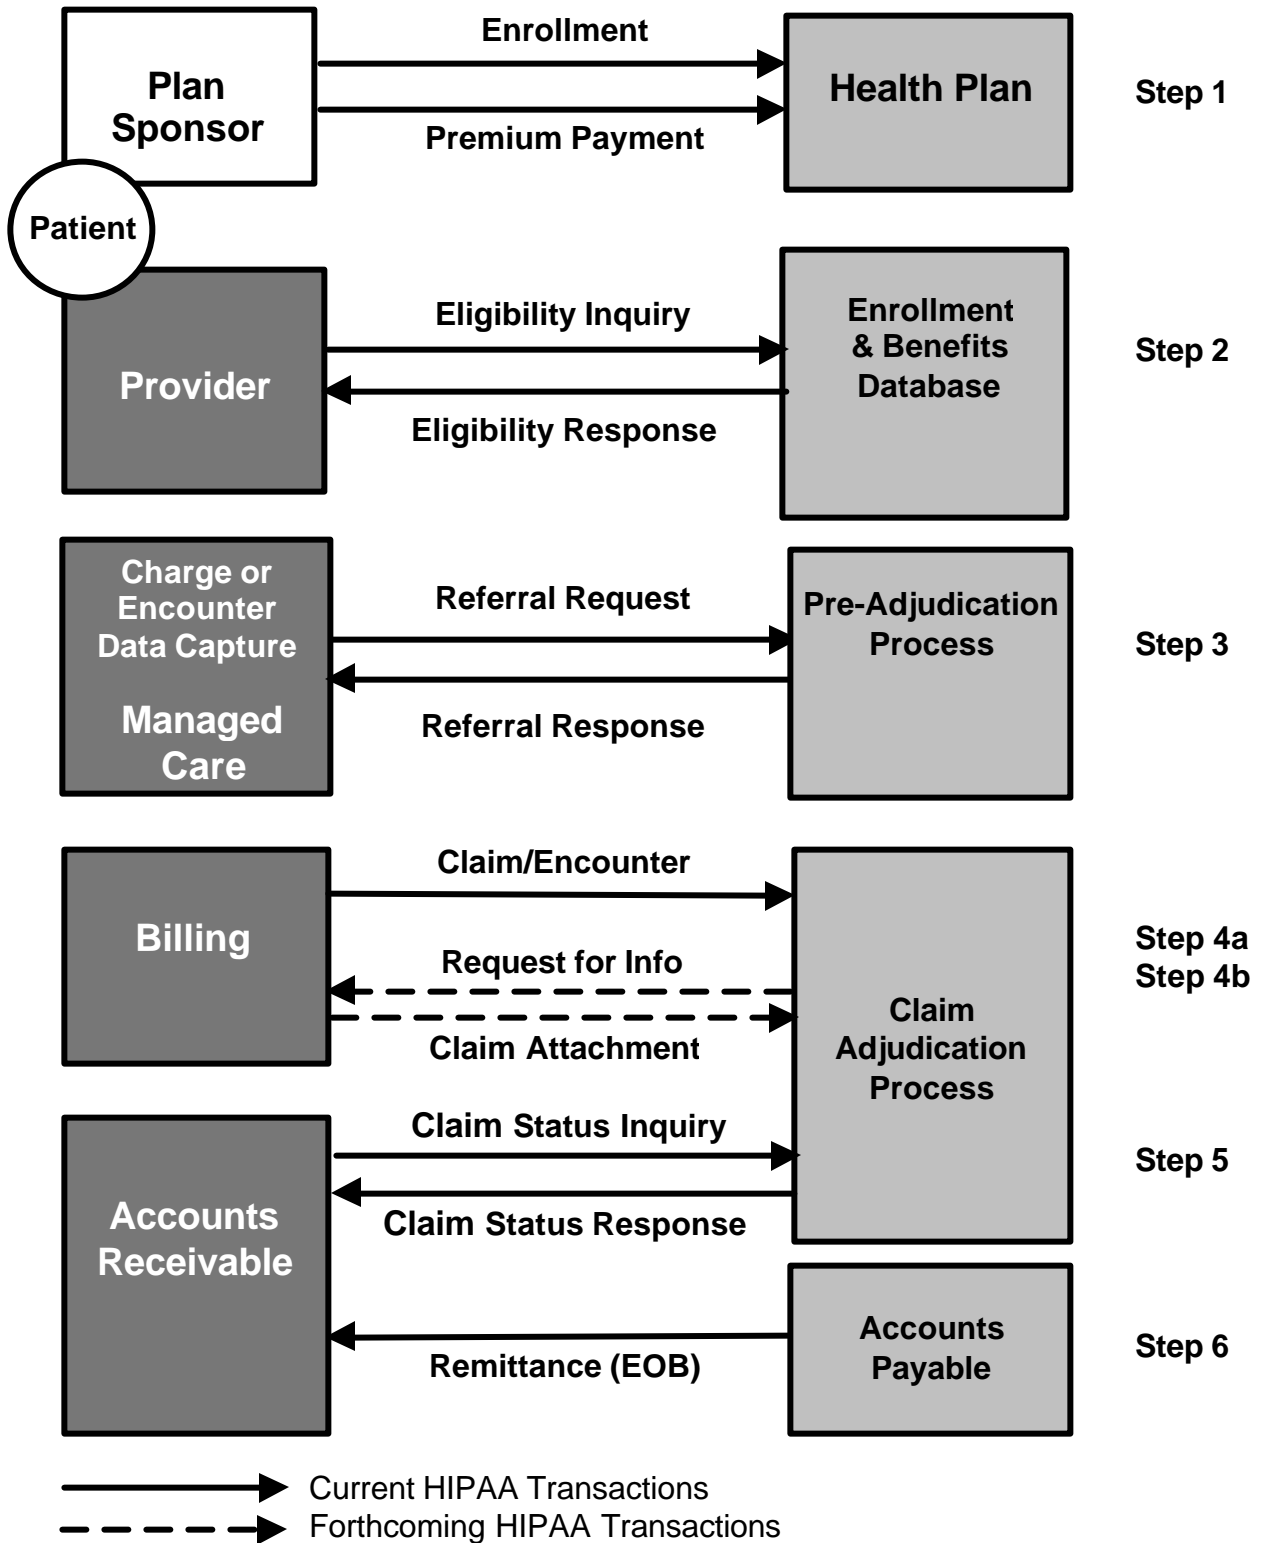 Enrollment
Plan
Sponsor
Health Plan
Step 1
Premium Payment
Patient
Eligibility Inquiry
Provider
Enrollment
& Benefits
Database
Step 2
Eligibility Response
Charge or
Encounter
Data Capture
Managed
Care
Referral Request
Pre-Adjudication
Process
Step 3
Referral Response
Claim/Encounter
Billing
Request for Info
Claim Attachment
Claim
Adjudication
Process
Step 4a
Step 4b
Claim Status Inquiry
Accounts
Receivable
Claim Status Response
Step 5
Remittance (EOB)
Accounts
Payable
Step 6
Current HIPAA Transactions
Forthcoming HIPAA Transactions